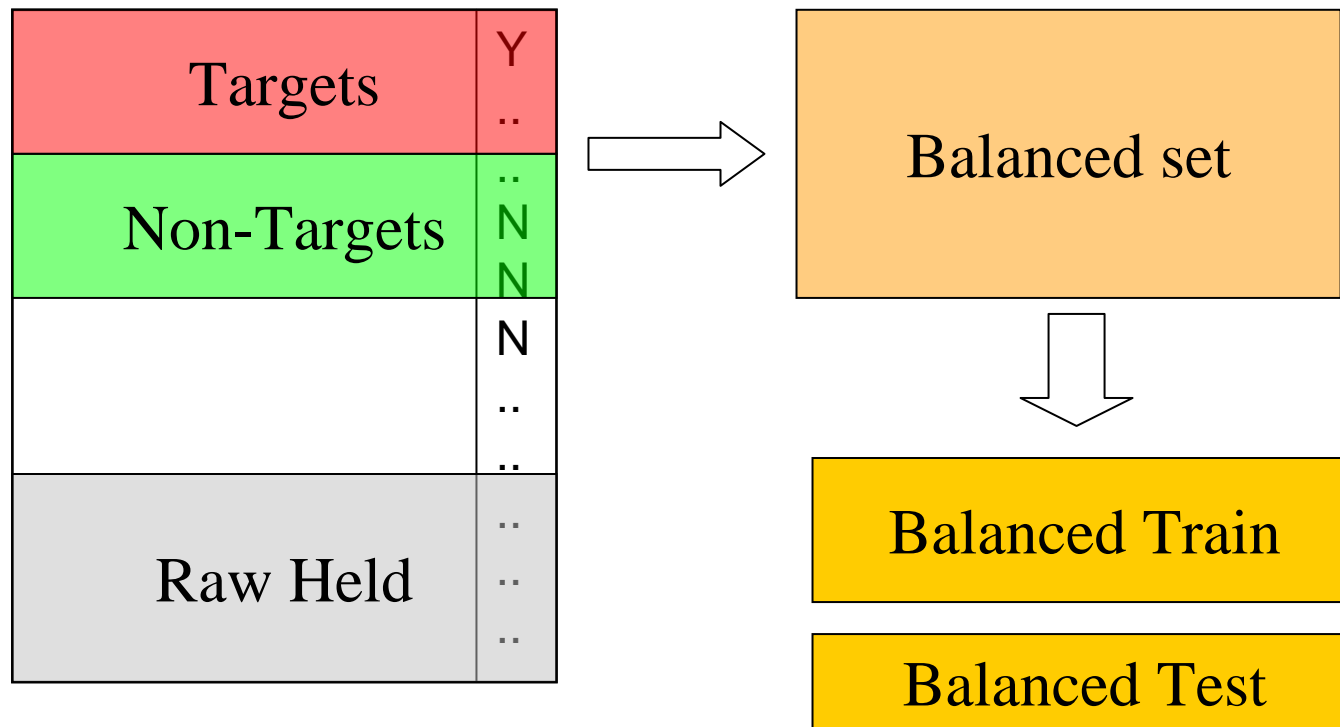 Targets
Y
..
Non-Targets
..
N
N
N
..
..
Raw Held
..
..
..
Balanced set
Balanced Train
Balanced Test